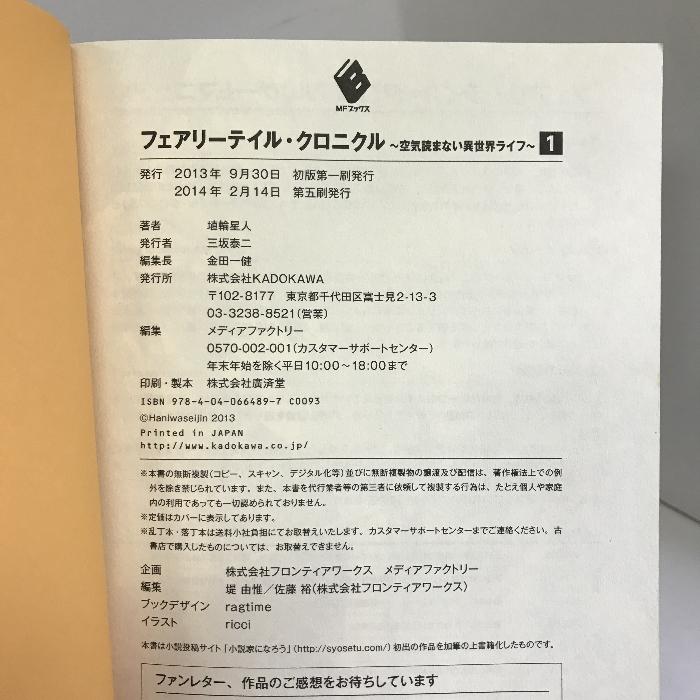 MFブックス
フェアリーテイル・クロニクル ～空気読まない異世界ライフ～ 1
発行 2013年 9月30日 初版第一刷発行
2014年 2月14日 第五刷発行
著者 埴輪星人
発行者 三坂泰二
編集長 金田一健
発行所 株式会社KADOKAWA
〒102-8177 東京都千代田区富士見2-13-3
03-3238-8521(営業)
編集 メディアファクトリー
0570-002-001(カスタマーサポートセンター)
年末年始を除く平日10:00～18:00まで
印刷・製本 株式会社廣済堂
ISBN 978-4-04-066489-7 C0093
©Haniwaseijin 2013
Printed in JAPAN
http://www.kadokawa.co.jp/
※本書の無断複製(コピー、スキャン、デジタル化等)並びに無断複製物の譲渡及び配信は、著作権法上での例
外を除き禁じられています。また、本書を代行業者等の第三者に依頼して複製する行為は、たとえ個人や家庭
内の利用であっても一切認められておりません。
※定価はカバーに表示してあります。
※乱丁本・落丁本は送料小社負担にてお取替えいたします。カスタマーサポートセンターまでご連絡ください。古
書店で購入したものについては、お取替えできません。
企画 株式会社フロンティアワークス メディアファクトリー
編集 堤 由惟／佐藤 裕(株式会社フロンティアワークス)
ブックデザイン ragtime
イラスト ricci
本書は小説投稿サイト「小説家になろう」(http://syosetu.com/)初出の作品を加筆の上書籍化したものです。
ファンレター、作品のご感想をお待ちしています